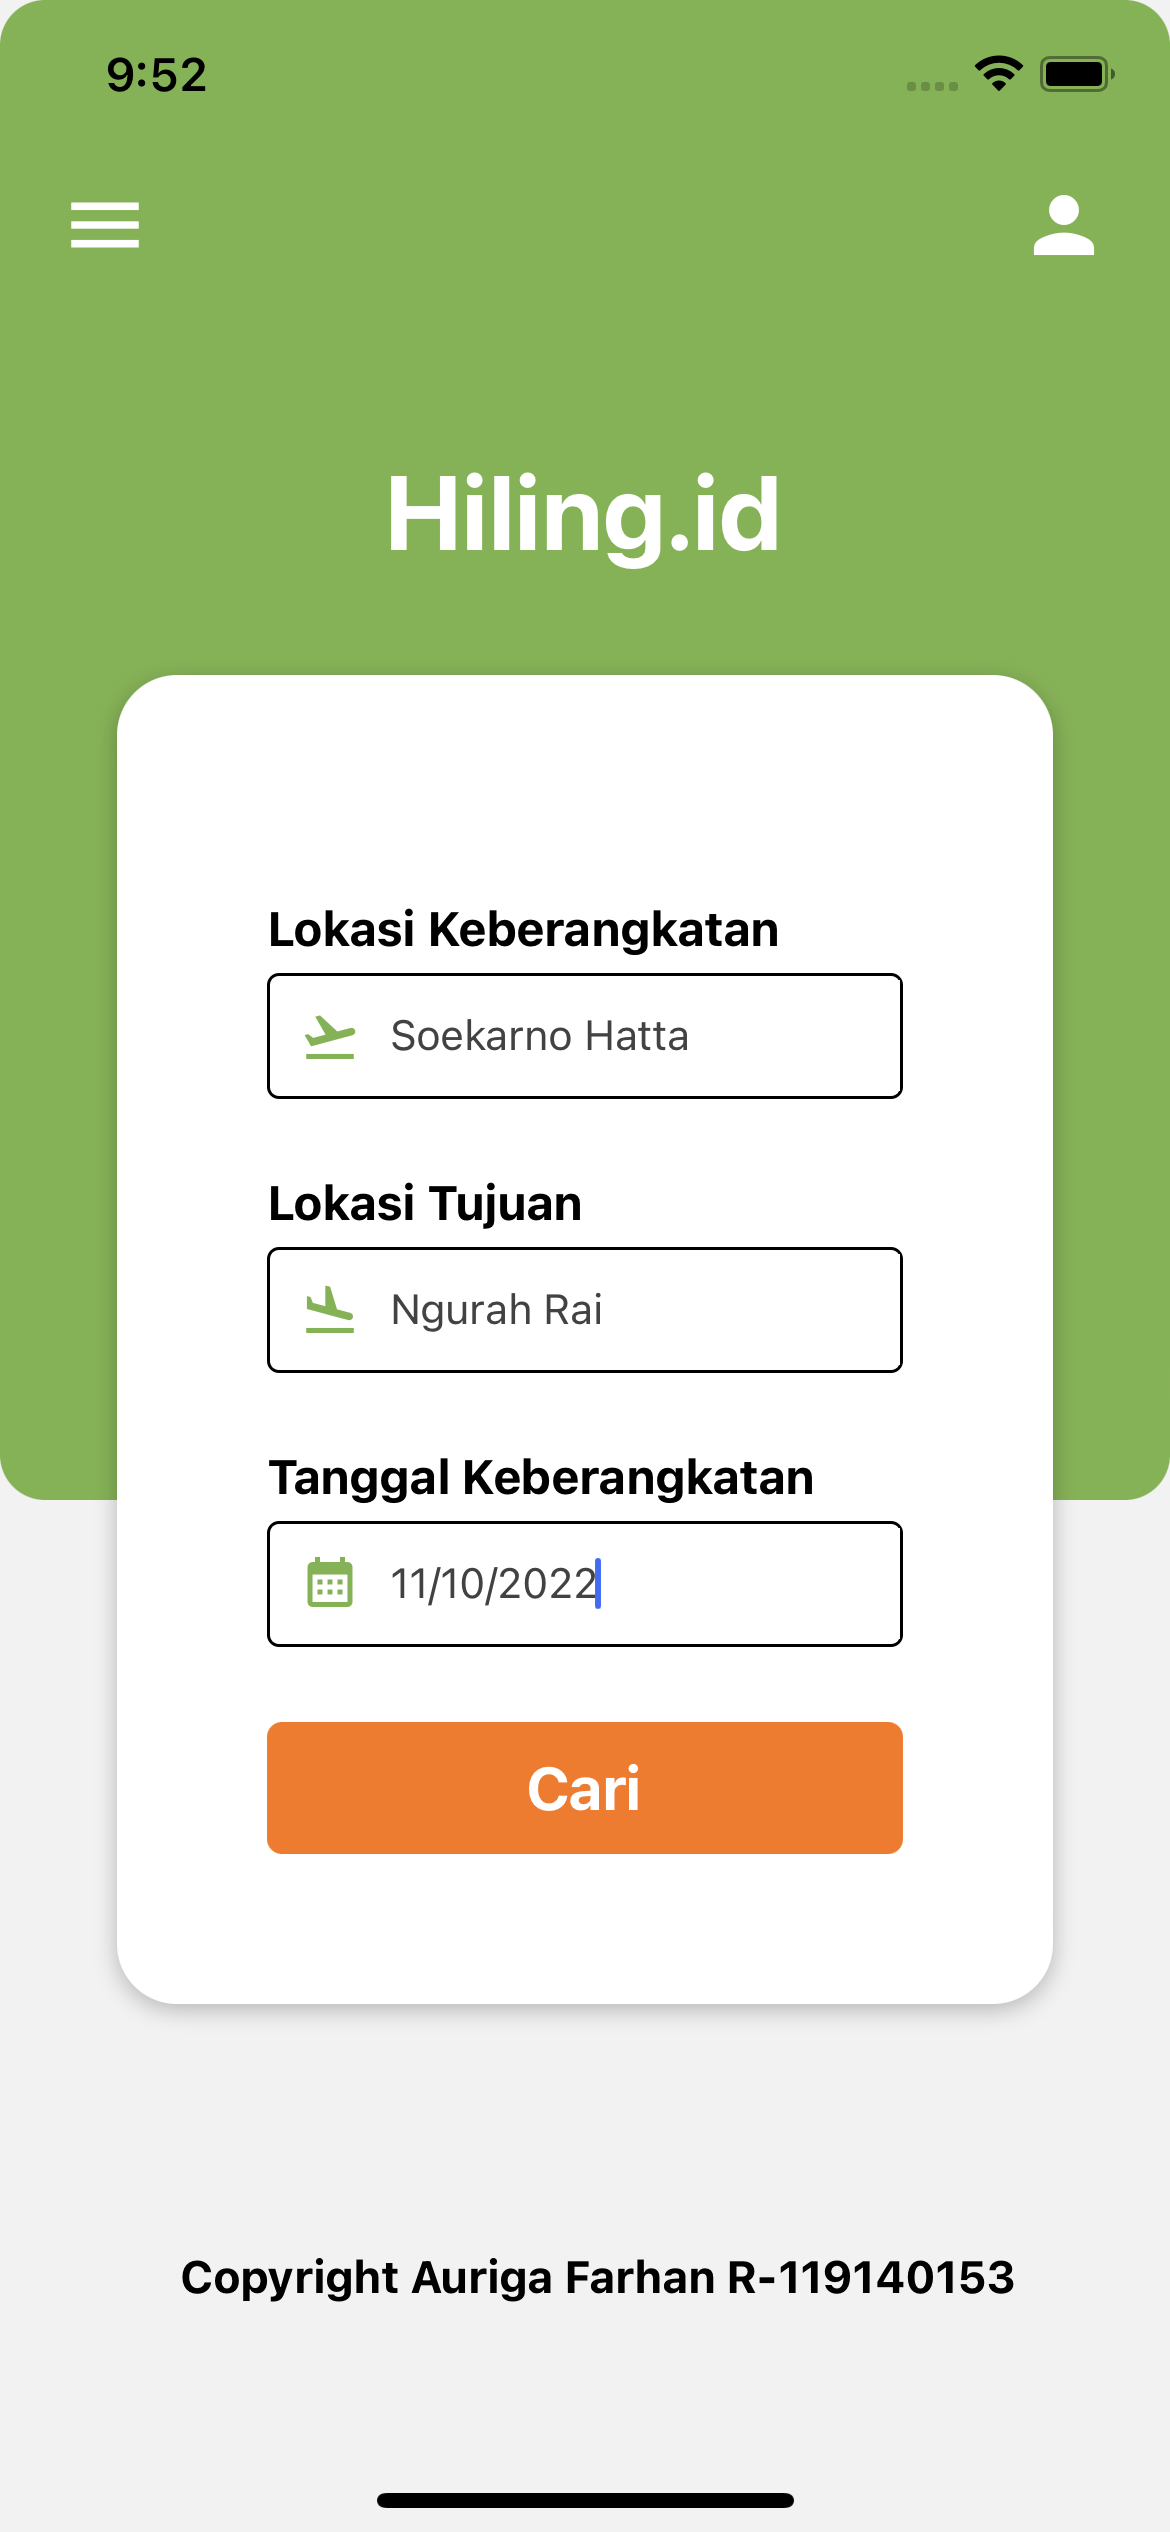 9:52
Hiling.id
Lokasi Keberangkatan
Soekarno Hatta
Lokasi Tujuan
Ngurah Rai
Tanggal Keberangkatan
11/10/2022
Cari
Copyright Auriga Farhan R-119140153